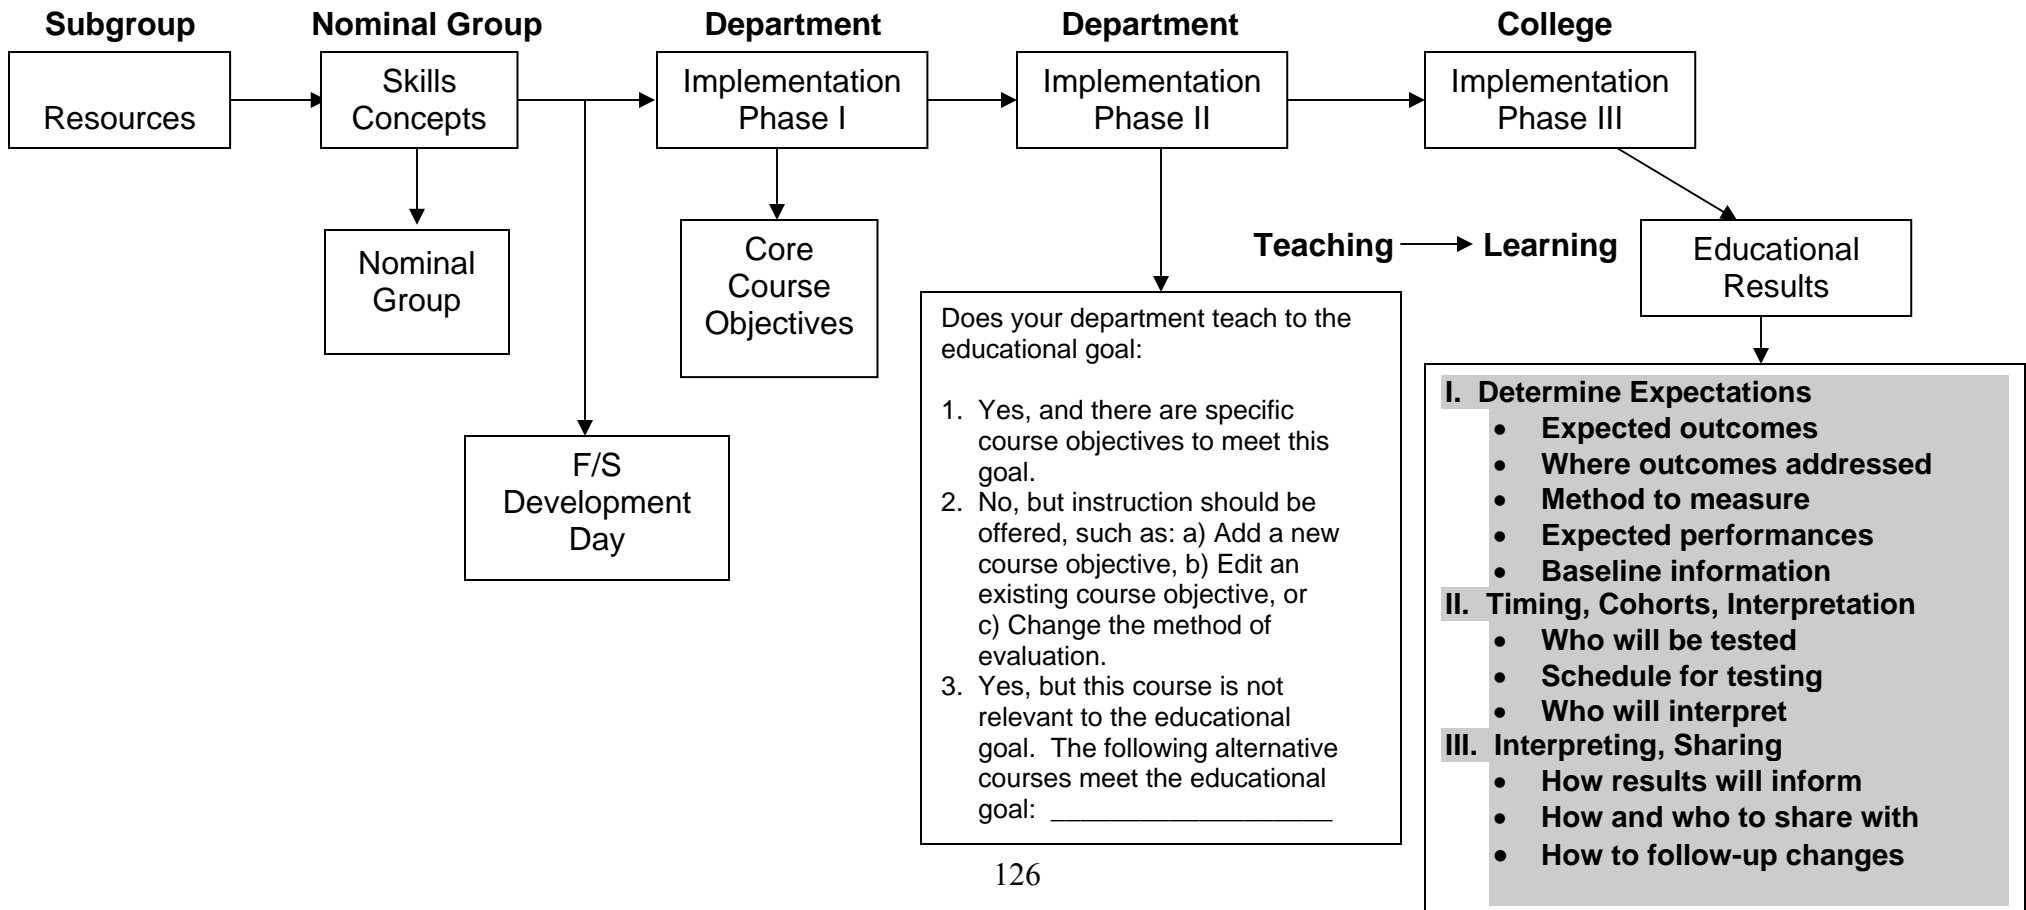 Subgroup
Nominal Group
Department
Department
College
Resources
Skills
Concepts
Implementation
Phase I
Implementation
Phase II
Implementation
Phase III
Nominal
Group
Core
Course
Objectives
Teaching
Learning
Educational
Results
F/S
Development
Day
Does your department teach to the
educational goal:
1. Yes, and there are specific
course objectives to meet this
goal.
2. No, but instruction should be
offered, such as: a) Add a new
course objective, b) Edit an
existing course objective, or
c) Change the method of
evaluation.
3. Yes, but this course is not
relevant to the educational
goal. The following alternative
courses meet the educational
goal: ___________________
I. Determine Expectations
• Expected outcomes
• Where outcomes addressed
• Method to measure
• Expected performances
• Baseline information
II. Timing, Cohorts, Interpretation
• Who will be tested
• Schedule for testing
• Who will interpret
III. Interpreting, Sharing
• How results will inform
• How and who to share with
• How to follow-up changes
126